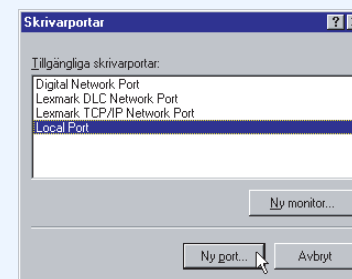 Skrivarportar
Tillgängliga skrivarportar:
Digital Network Port
Lexmark DLC Network Port
Lexmark TCP/IP Network Port
Local Port
Ny monitor...
Ny port... Avbryt